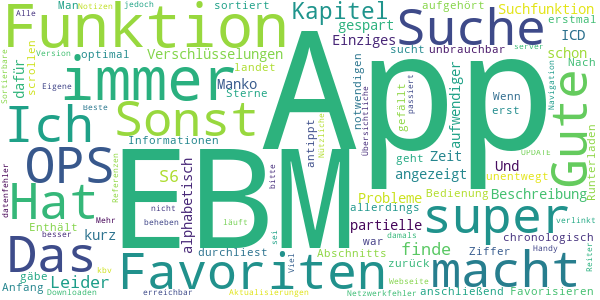 Alle
Man
Notizen
jedoch
sortiert
aufgehört
Suchfunktion
Funktion
Kapitel
Suche
erstmal
Nutzen
gespart
ICD
Version
optimal
Verschlüsselungen
Einziges
sucht
unbrauchbar
server
schon
Sortierbare
dafür
scrollen
immer
landet
Manko
Sterne
App
notwendigen
Übersichtliche
gefällt
passiert
aufwendiger
Wenn
erst
Nach
Navigation
Gute
Runterladen
Eigene
Beste
Ich
Sonst
antippt
Nützliche
Informationen
geht
Zeit
Und
UPDATE
OPS
EBM
S6
alphabetisch
angezeigt
unentwegt
Referenzen
Hat
nicht
beheben
läuft
bitte
Probleme
Bedienung
Beschreibung
verlinkt
datenfehler
Enthält
Mehr
allerdings
partielle
super
chronologisch
Das
besser
kurz
durchliest
Abschnitts
war
finde
Ziffer
Handy
Reiter
Leider
gäbe
kbv
Favoriten
sei
Viel
zurück
damals
Webseite
macht
Anfang
Downloaden
erreichbar
Aktualisierungen
Netzwerkfehler
anschließend
Favorisieren